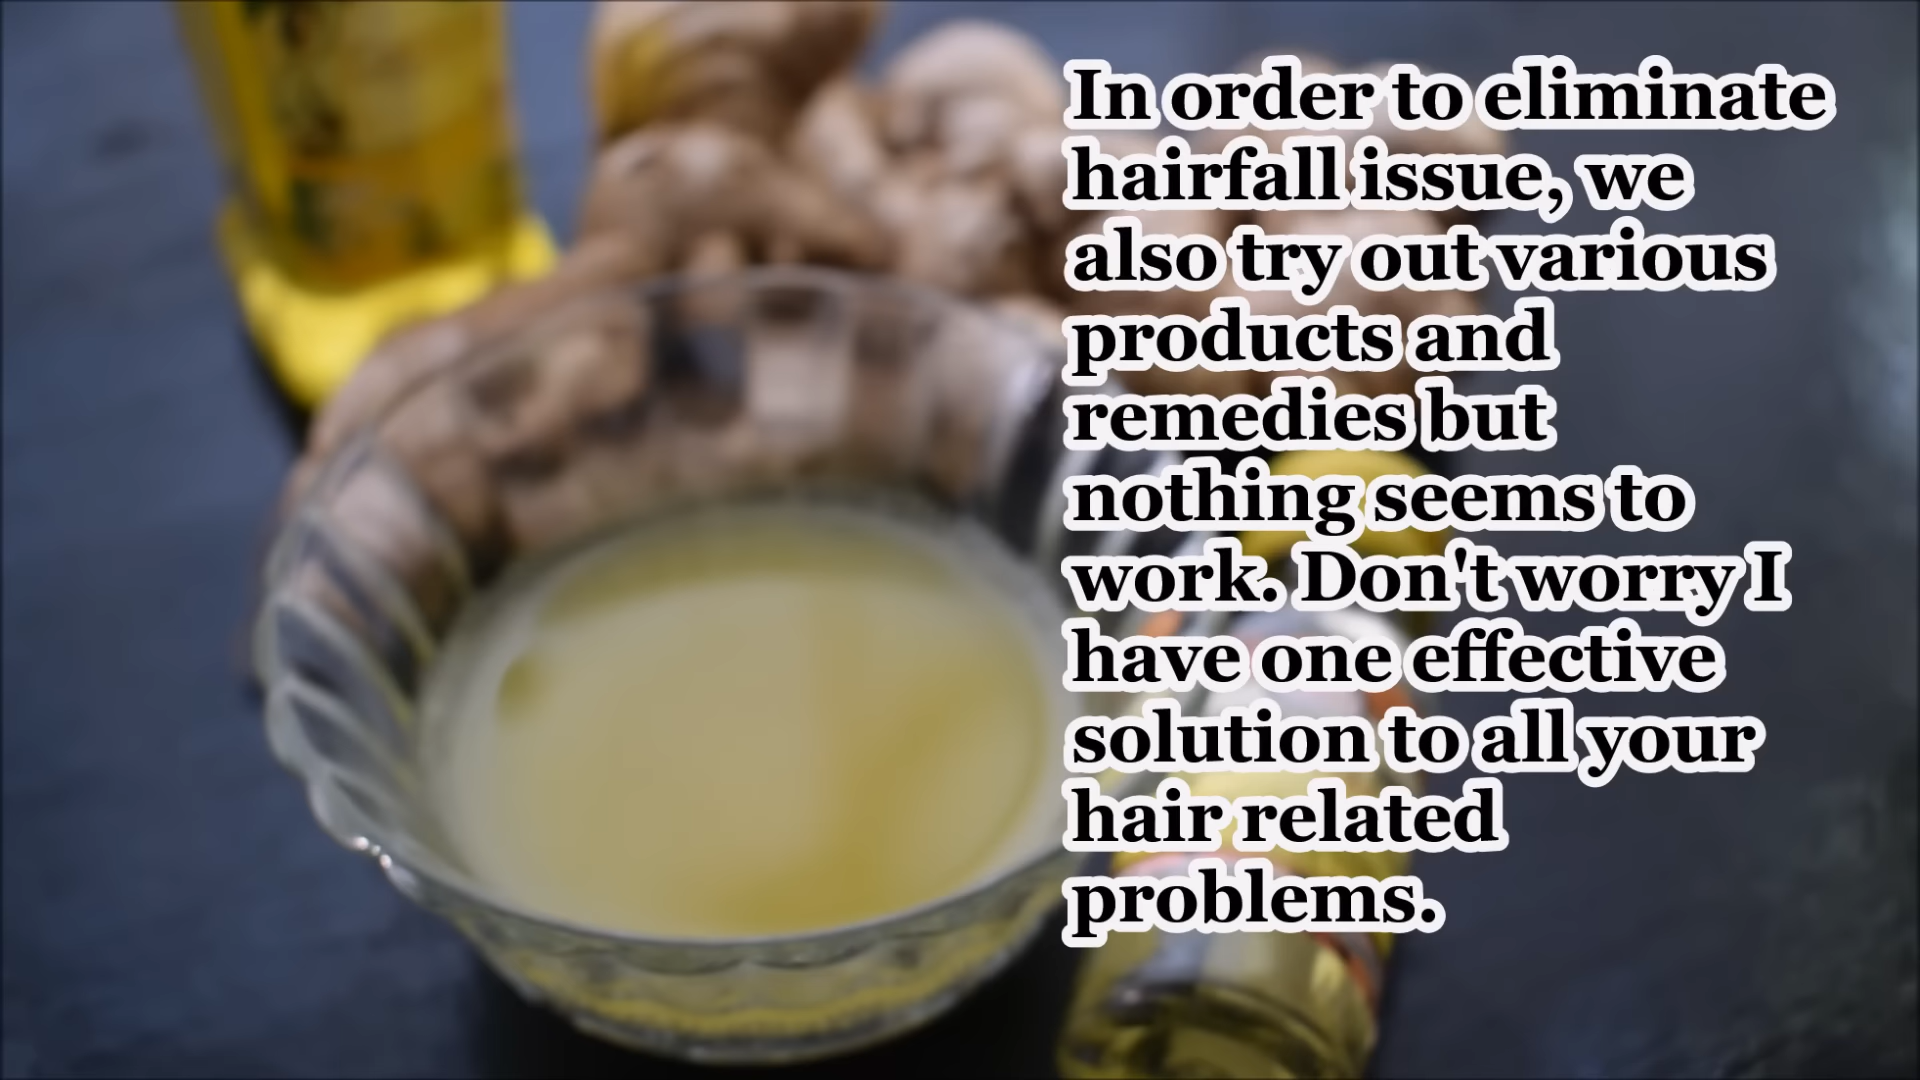 In order to eliminate
hairfall issue, we
also try out various
products and
remedies but
nothing seems to
work. Don't worry I
have one effective
solution to all your
hair related
problems.